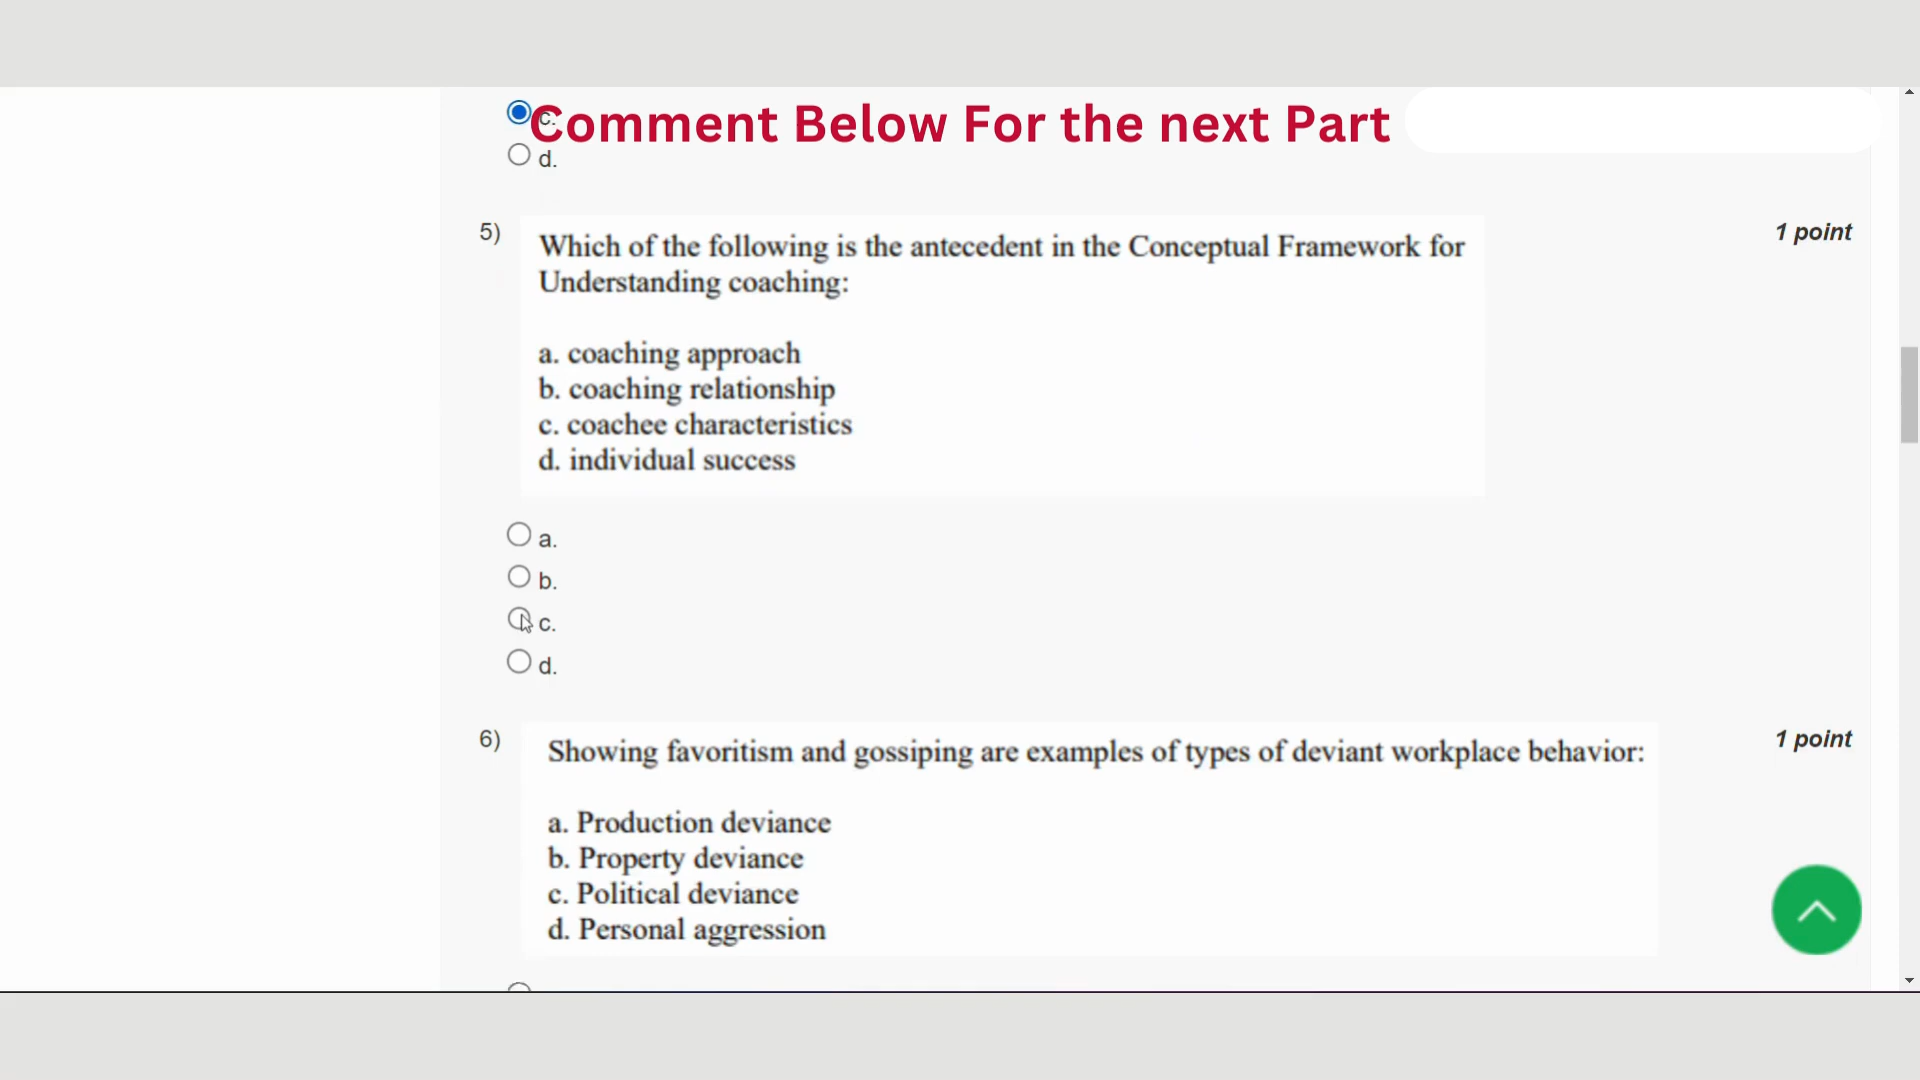 c.
Comment Below For the next Part
d.
5)
Which of the following is the antecedent in the Conceptual Framework for
Understanding coaching:
1 point
a. coaching approach
b. coaching relationship
c. coachee characteristics
d. individual success
a.
b.
c.
d.
6)
Showing favoritism and gossiping are examples of types of deviant workplace behavior:
1 point
a. Production deviance
b. Property deviance
c. Political deviance
d. Personal aggression